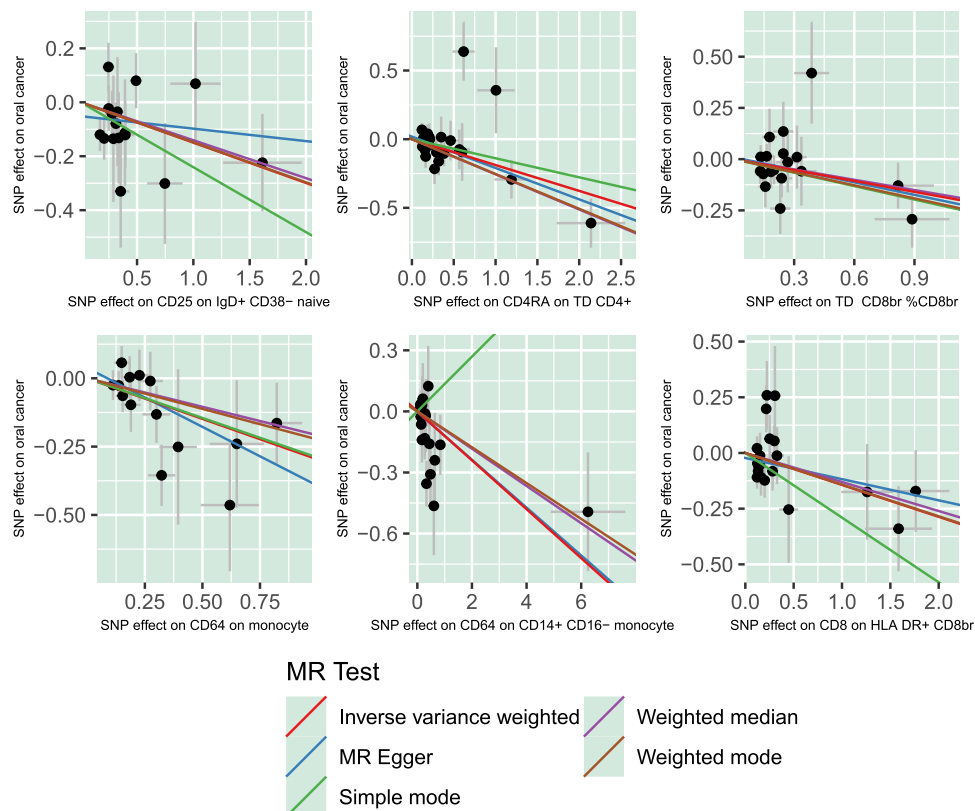 SNP effect on oral cancer
0.2
0.0
−0.2
−0.4
0.5
1.0
1.5
2.0
SNP effect on CD25 on IgD+ CD38− naive
SNP effect on oral cancer
0.5
0.0
−0.5
0.0
0.5
1.0
1.5
2.0
2.5
SNP effect on CD4RA on TD CD4+
SNP effect on oral cancer
0.50
0.25
0.00
−0.25
0.3
0.6
0.9
SNP effect on TD CD8br %CD8br
SNP effect on oral cancer
0.00
−0.25
−0.50
0.25
0.50
0.75
SNP effect on CD64 on monocyte
SNP effect on oral cancer
0.3
0.0
−0.3
−0.6
0
2
4
6
SNP effect on CD64 on CD14+ CD16− monocyte
SNP effect on oral cancer
0.50
0.25
0.00
−0.25
−0.50
0.0
0.5
1.0
1.5
2.0
SNP effect on CD8 on HLA DR+ CD8br
MR Test
Inverse variance weighted
MR Egger
Simple mode
Weighted median
Weighted mode